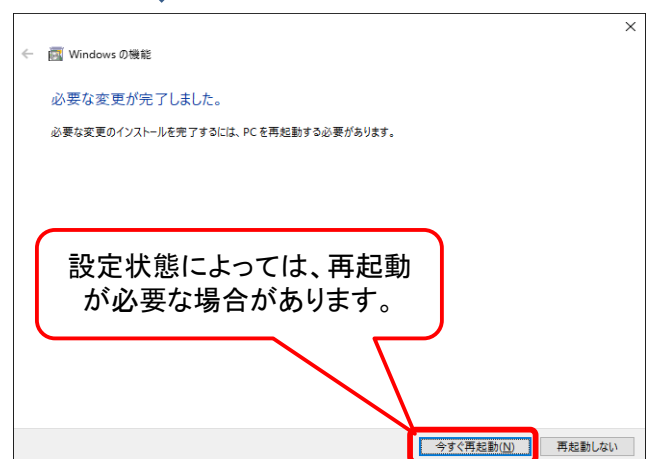 Windows の機能
必要な変更が完了しました。
必要な変更のインストールを完了するには、PC を再起動する必要があります。
設定状態によっては、再起動
が必要な場合があります。
今すぐ再起動(N)
再起動しない